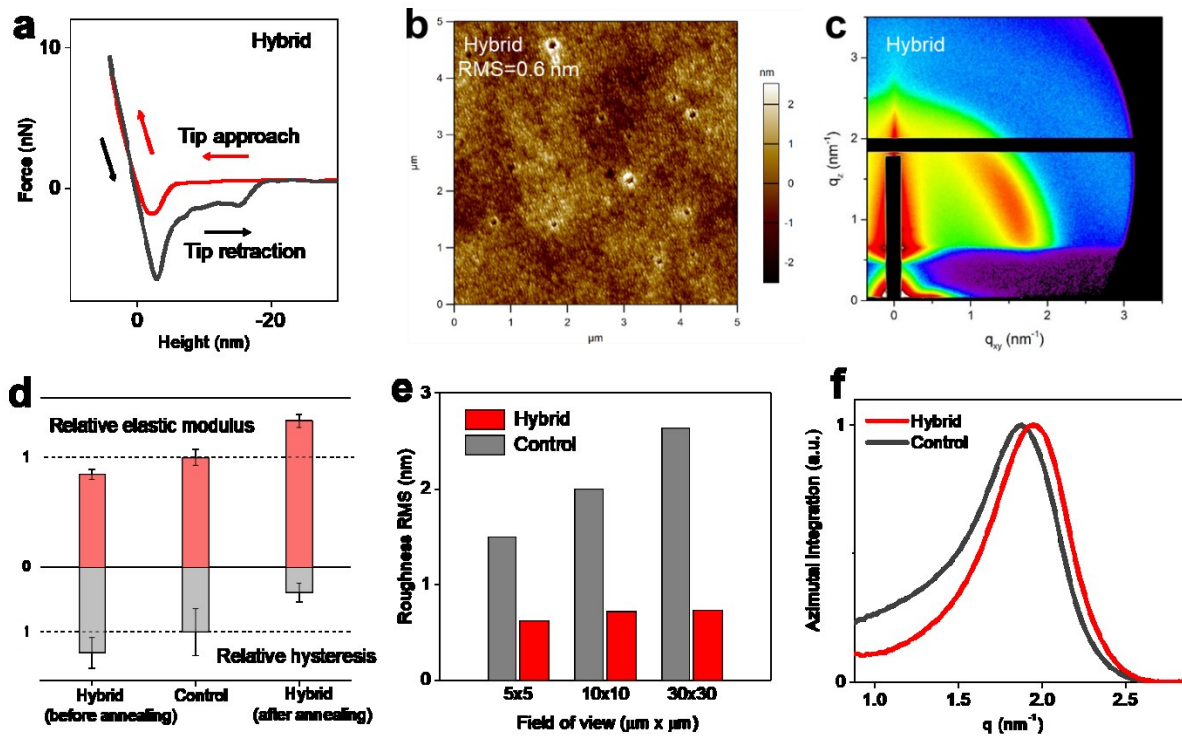 a
Hybrid
10
0
Force (nN)
Tip approach
Tip retraction
0
-20
Height (nm)
b
Hybrid
RMS=0.6 nm
5
4
3
2
1
0
µm
0
1
2
3
4
5
µm
nm
2
1
0
-1
-2
c
Hybrid
qz (nm-1)
3
2
1
0
0
1
2
3
qxy (nm-1)
d
Relative elastic modulus
1
0
1
Relative hysteresis
Hybrid
(before annealing)
Control
Hybrid
(after annealing)
e
Hybrid
Control
Roughness RMS (nm)
3
2
1
0
5x5
10x10
30x30
Field of view (µm x µm)
f
Hybrid
Control
Azimutal integration (a.u.)
1
0
1.0
1.5
2.0
2.5
q (nm-1)